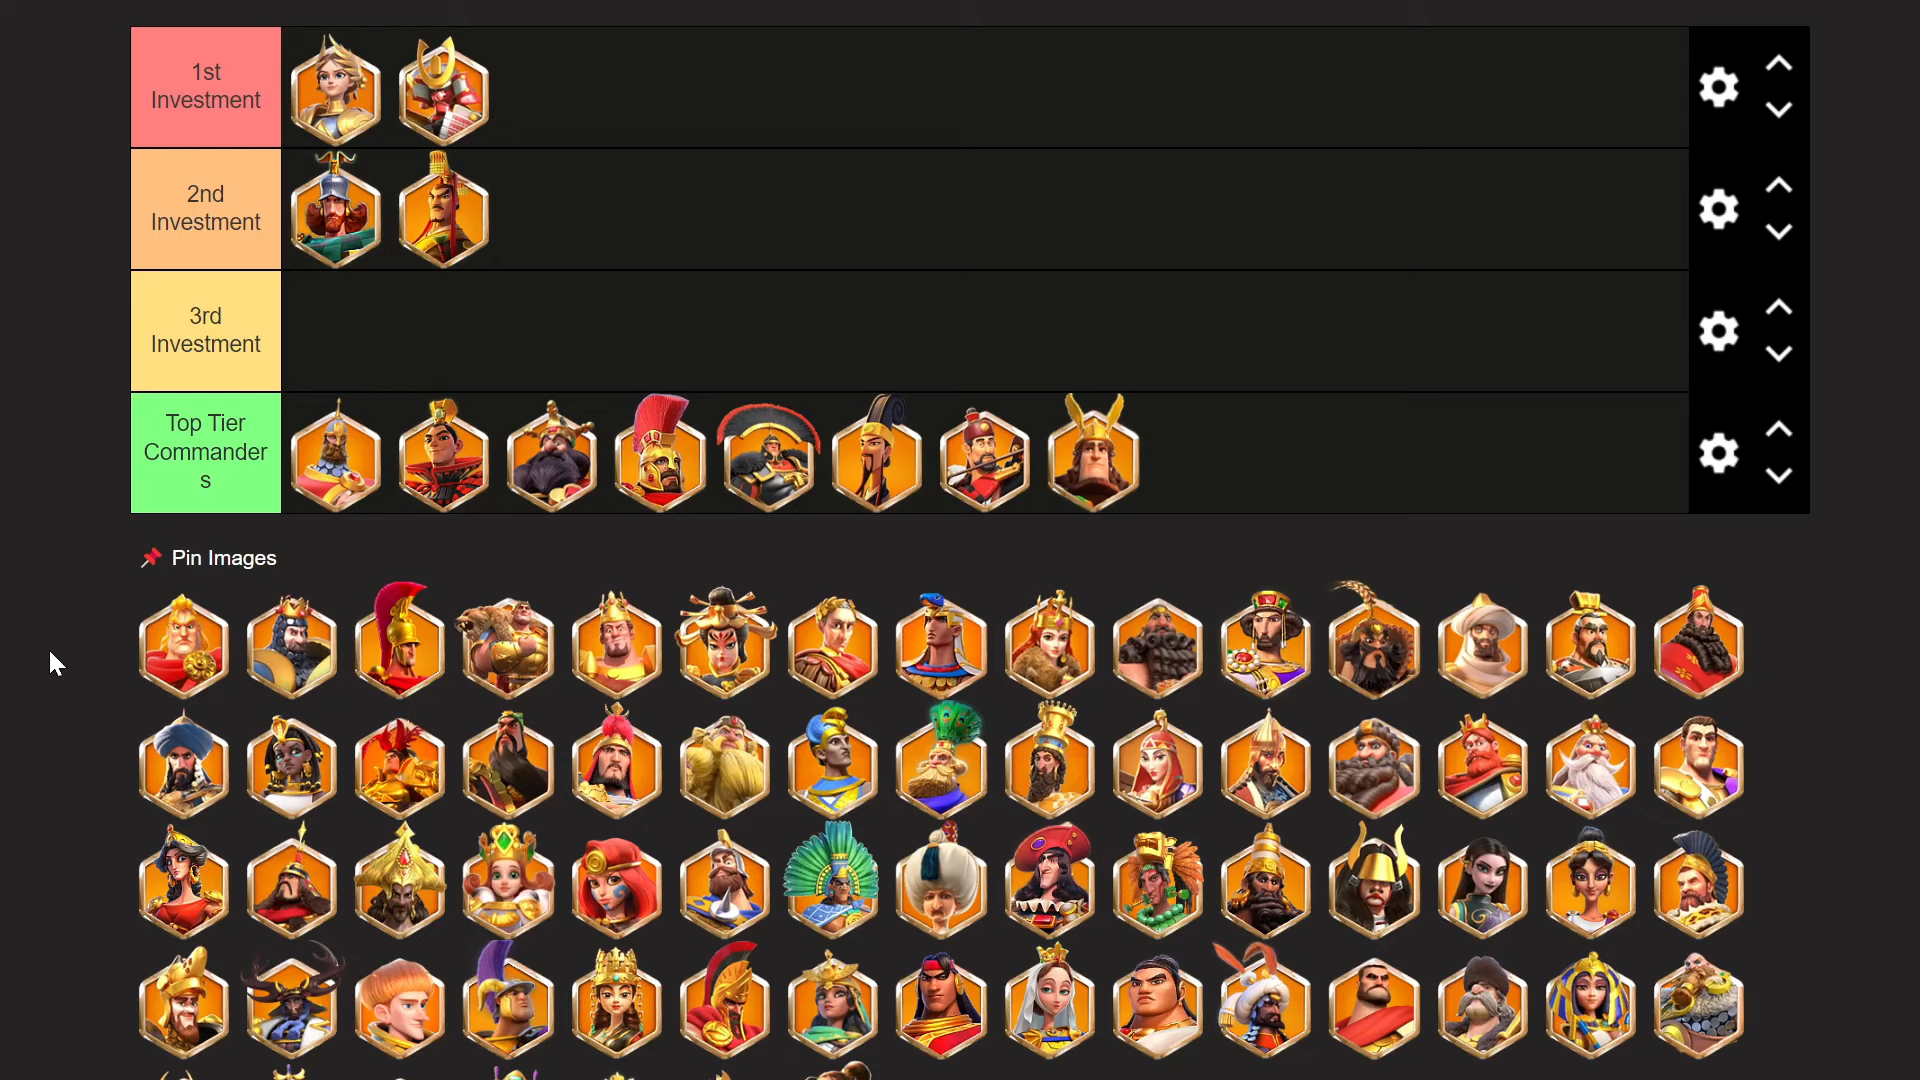 1st
Investment
2nd
Investment
3rd
Investment
Top Tier
Commander
s
Pin Images